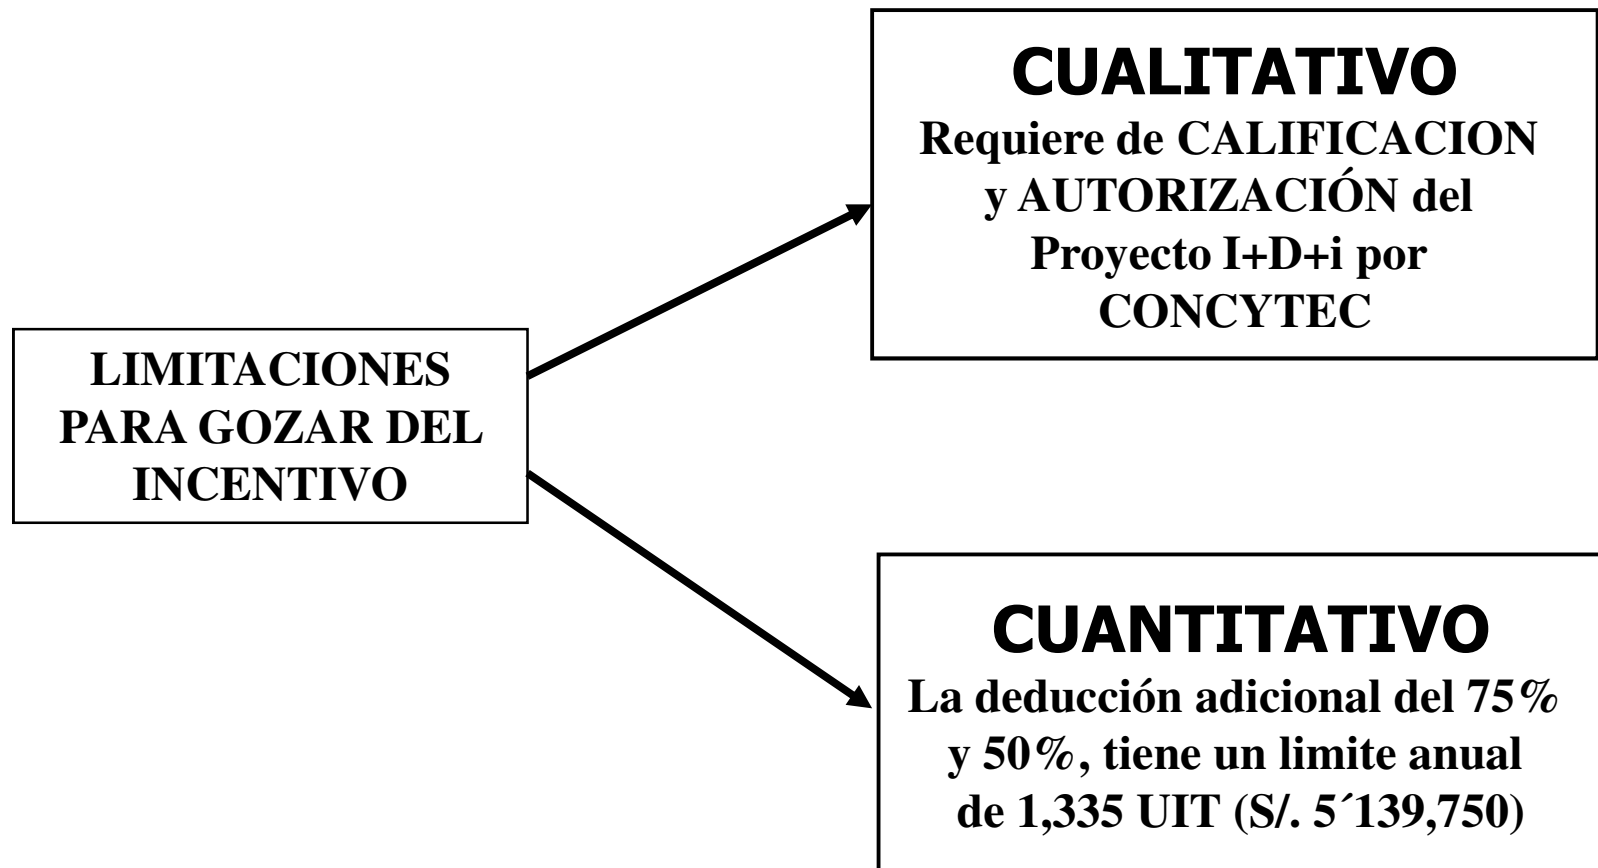 LIMITACIONES
PARA GOZAR DEL
INCENTIVO
CUALITATIVO
Requiere de CALIFICACION
y AUTORIZACIÓN del
Proyecto I+D+i por
CONCYTEC
CUANTITATIVO
La deducción adicional del 75%
y 50%, tiene un limite anual
de 1,335 UIT (S/. 5´139,750)